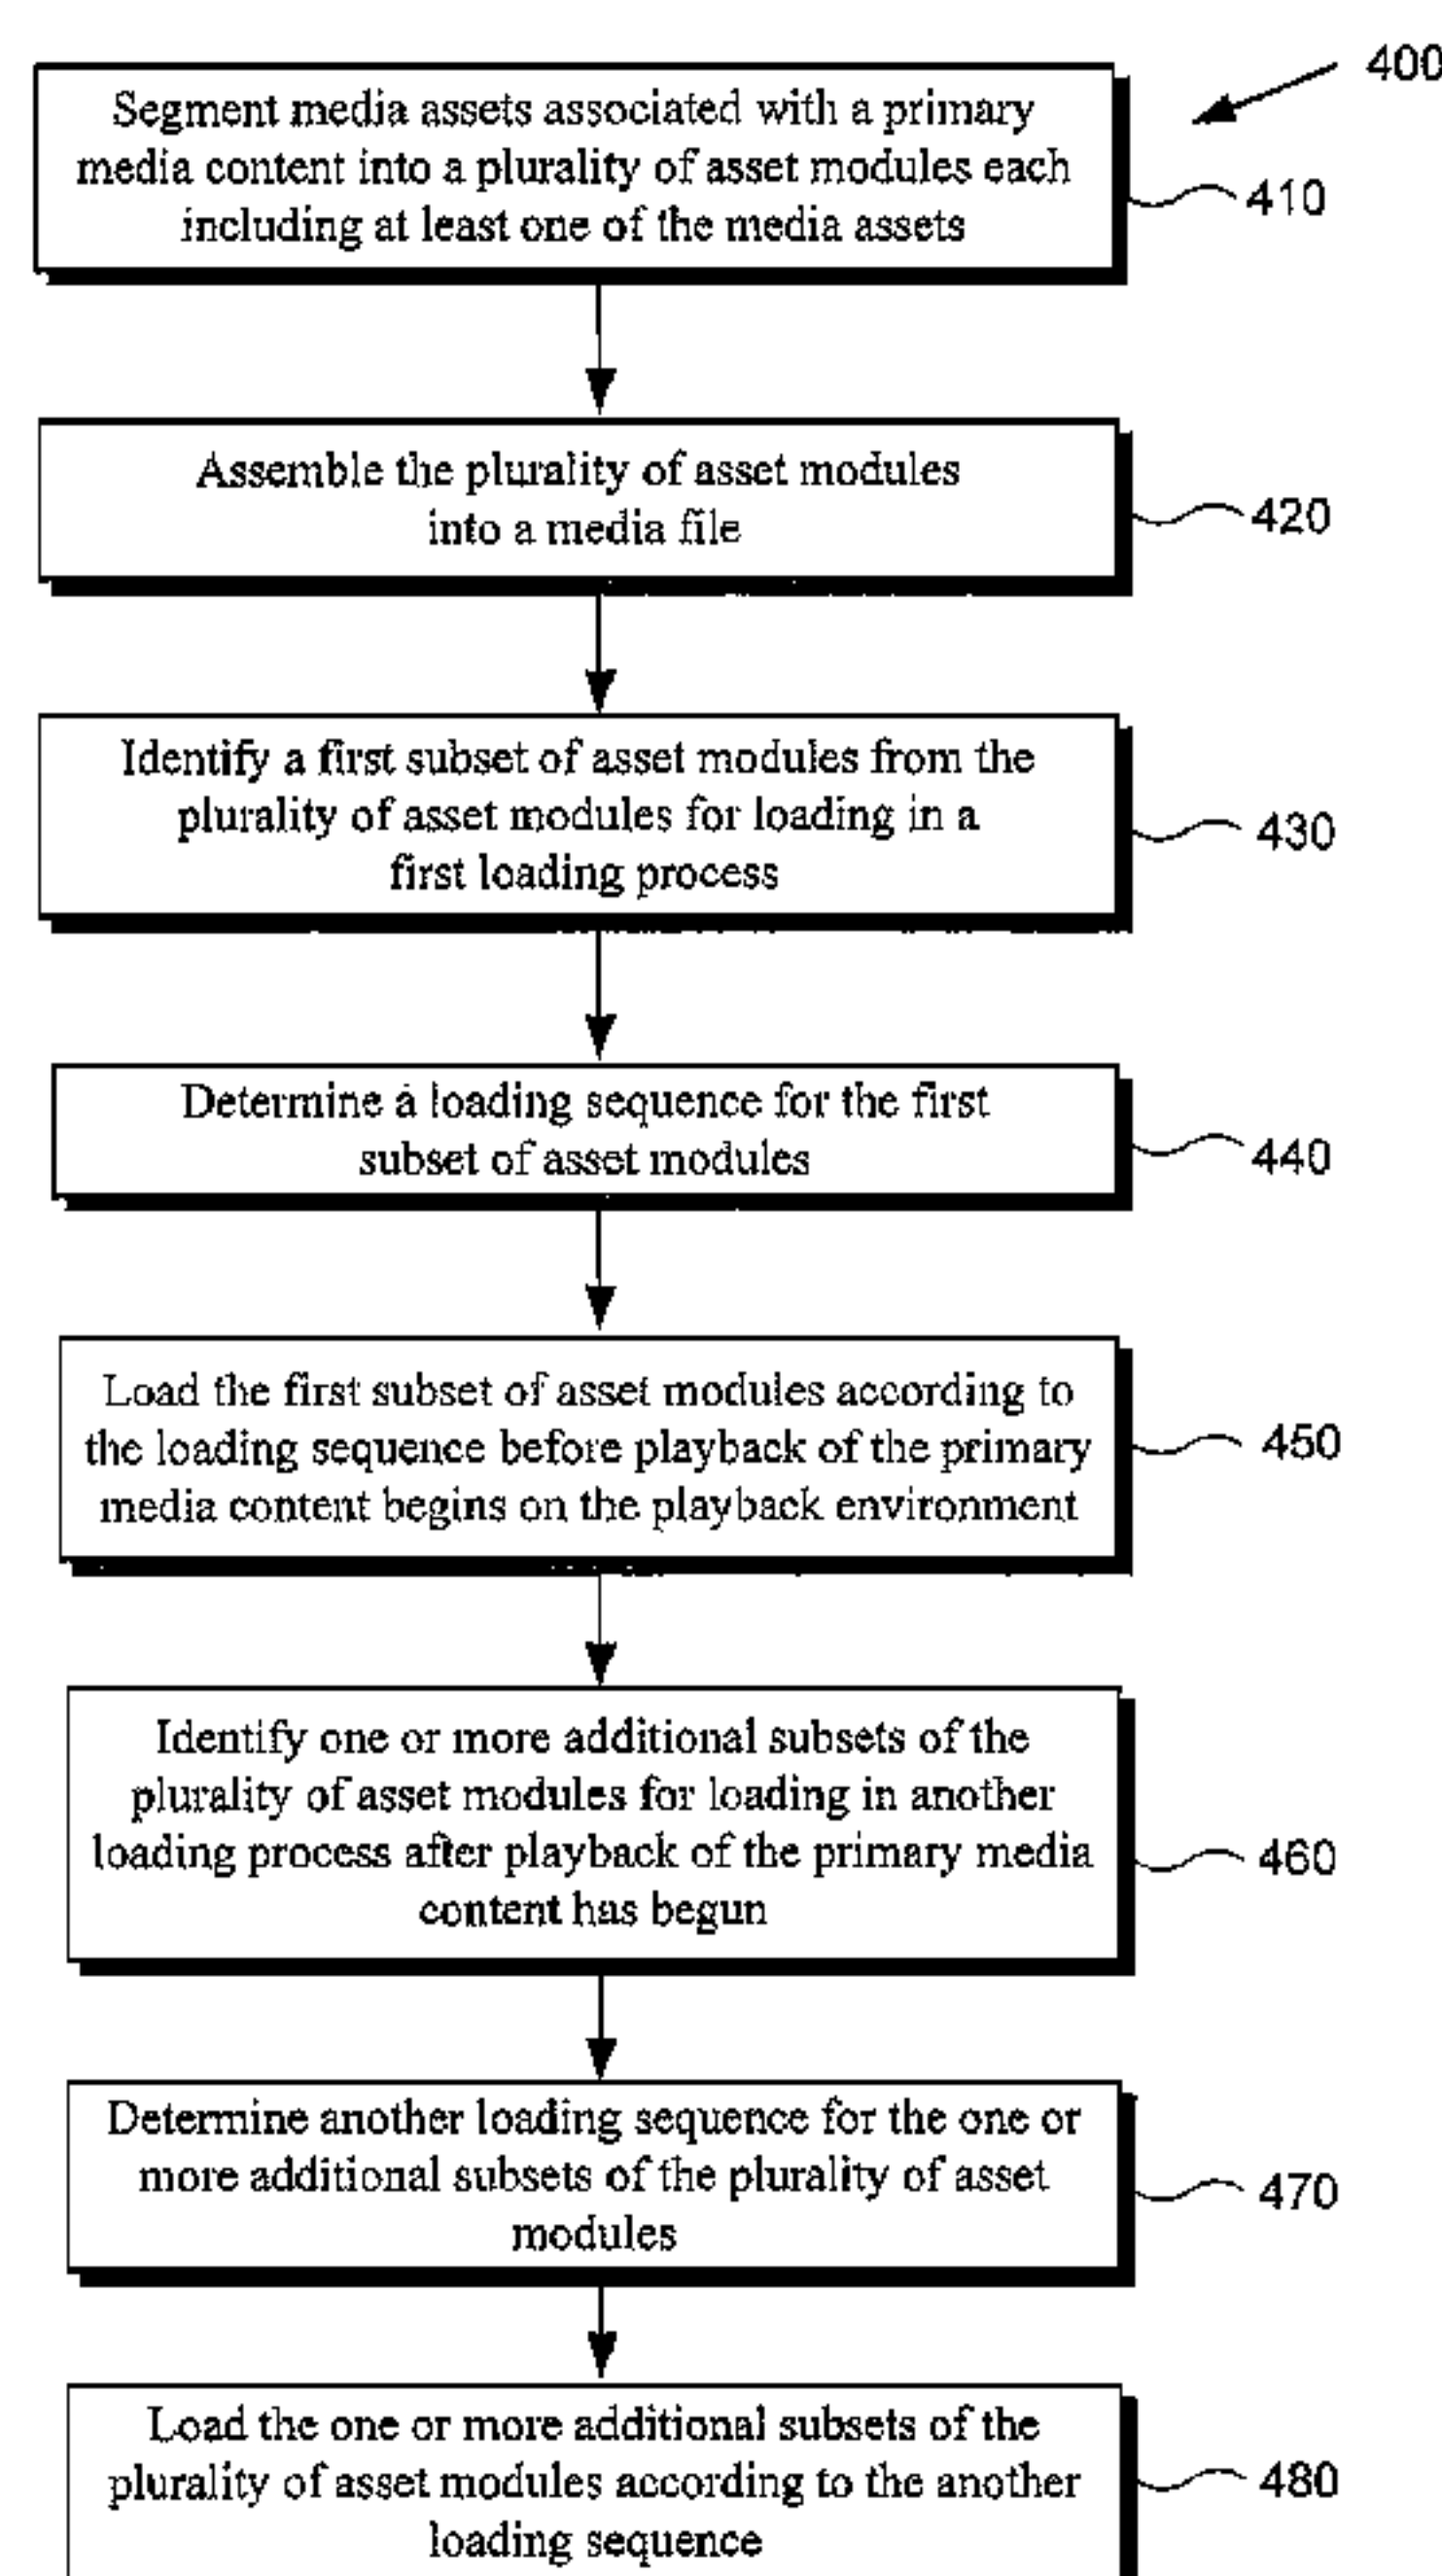 400
Segment media assets associated with a primary
media content into a plurality of asset modules each
including at least one of the media assets
410
Assemble the plurality of asset modules
into a media file
420
Identify a first subset of asset modules from the
plurality of asset modules for loading in a
first loading process
430
Determine a loading sequence for the first
subset of asset modules
440
Load the first subset of asset modules according to
the loading sequence before playback of the primary
media content begins on the playback environment
450
Identify one or more additional subsets of the
plurality of asset modules for loading in another
loading process after playback of the primary media
content has begun
460
Determine another loading sequence for the one or
more additional subsets of the plurality of asset
modules
470
Load the one or more additional subsets of the
plurality of asset modules according to the another
loading sequence
480